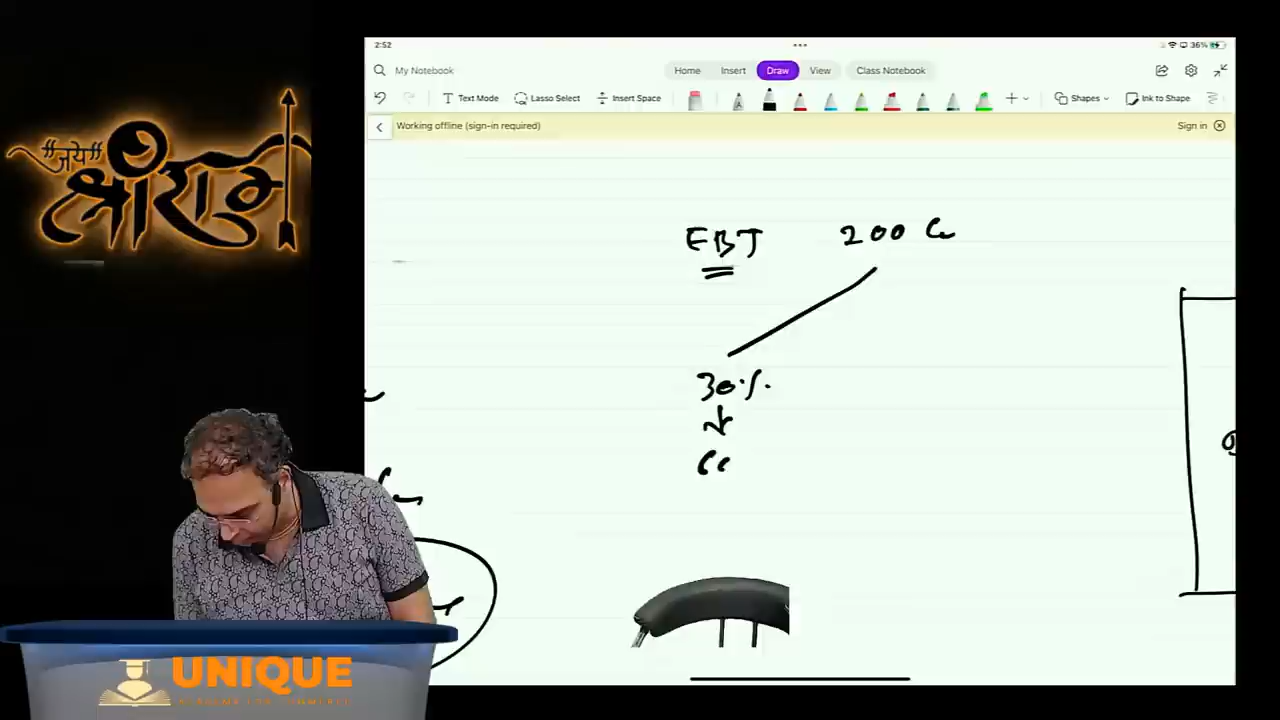 "जय"
श्रीराम
2:52
36%
My Notebook
Home Insert Draw View Class Notebook
Text Mode Lasso Select Insert Space Shapes Ink to Shape
Working offline (sign-in required) Sign in
EBT 200 Cr
30%
UNIQUE